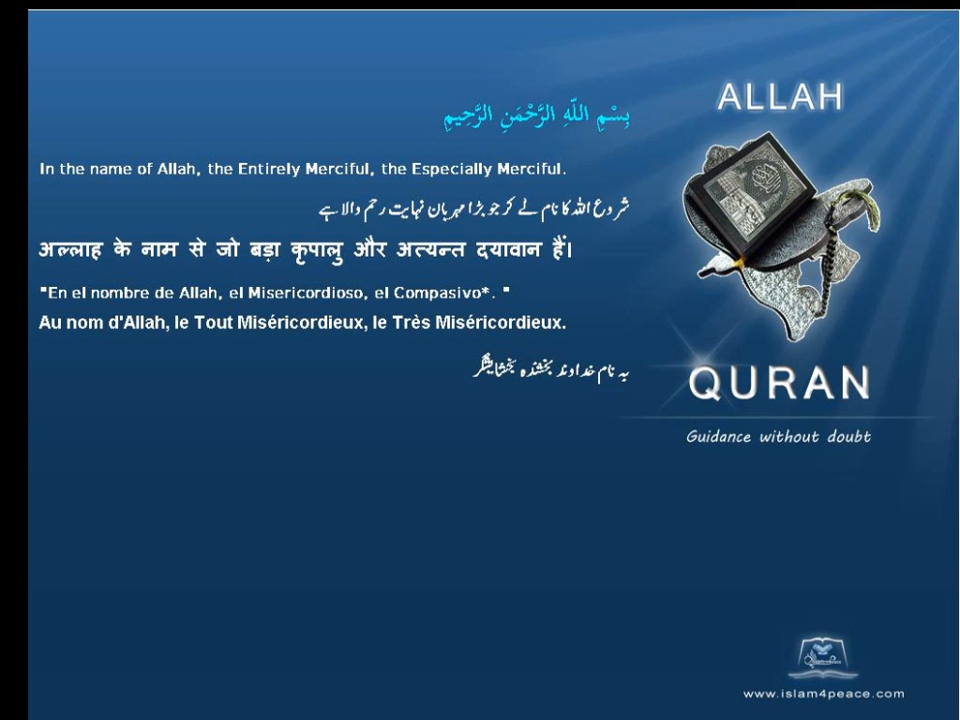 بِسْمِ اللَّهِ الرَّحْمَنِ الرَّحِيمِ
In the name of Allah, the Entirely Merciful, the Especially Merciful.
شروع الله کا نام لے کر جو بڑا مہربان نہایت رحم والا ہے
अल्लाह के नाम से जो बड़ा कृपालु और अत्यन्त दयावान हैं।
"En el nombre de Allah, el Misericordioso, el Compasivo*. "
Au nom d'Allah, le Tout Miséricordieux, le Très Miséricordieux.
به نام خداوند بخشنده بخشایشگر
ALLAH
QURAN
Guidance without doubt
www.islam4peace.com